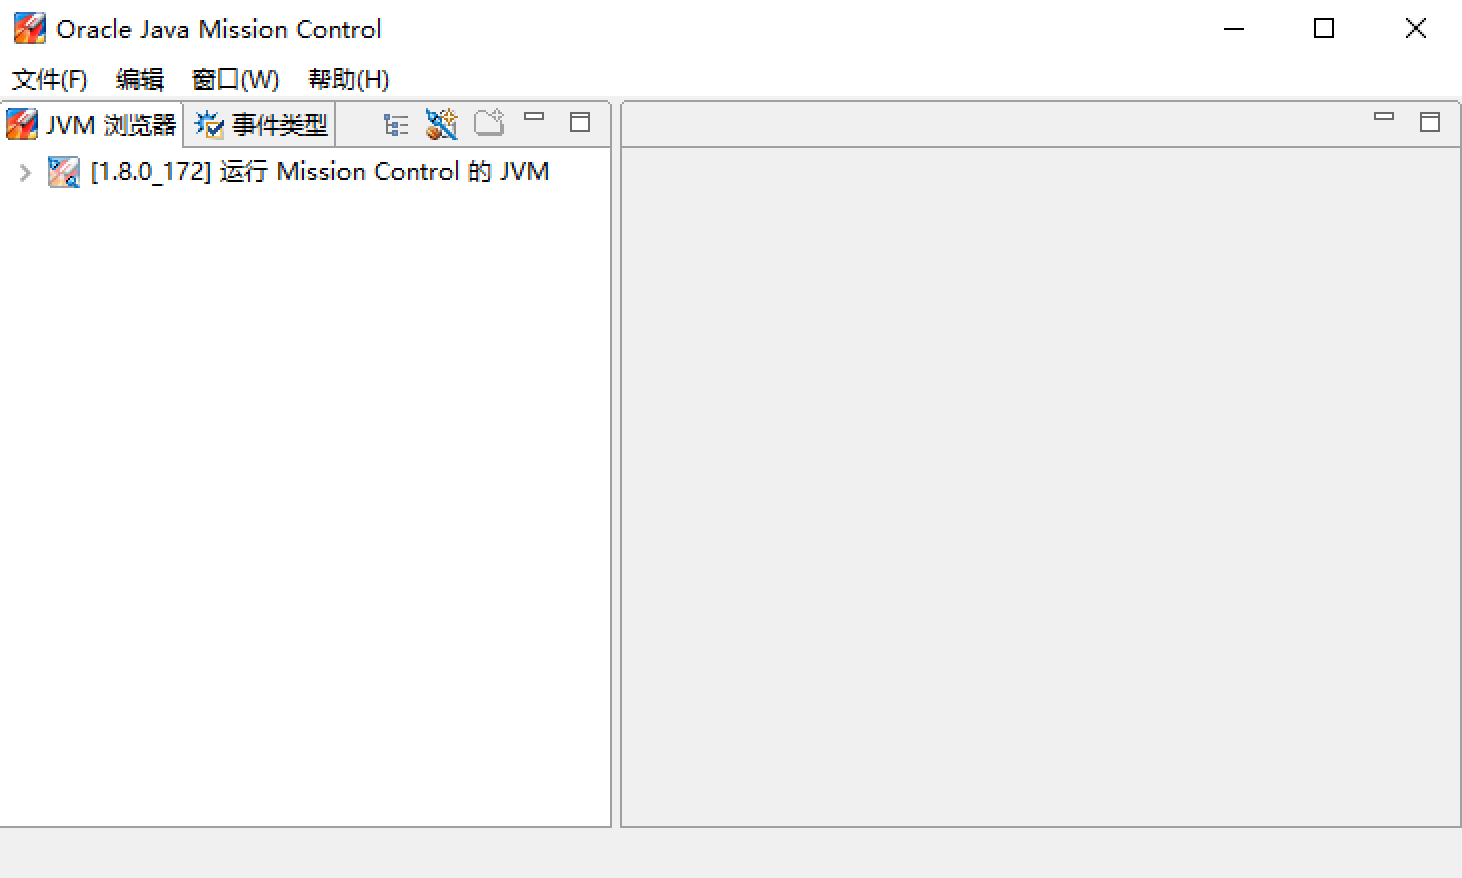 Oracle Java Mission Control
文件(F) 编辑 窗口(W) 帮助(H)
JVM 浏览器 事件类型
[1.8.0_172] 运行 Mission Control 的 JVM